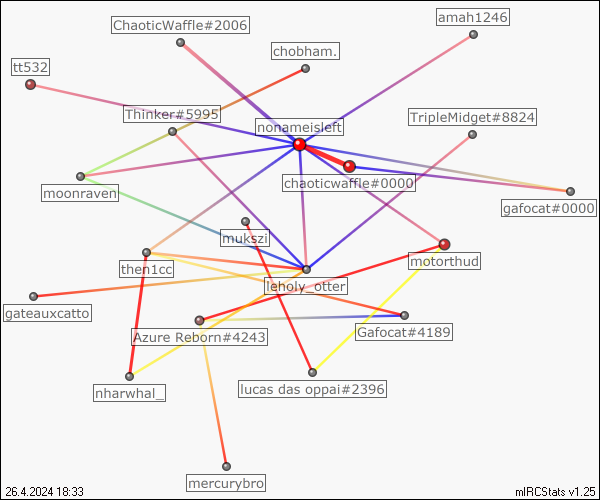 ChaoticWaffle#2006
amah1246
chobham.
tt532
Thinker#5995
TripleMidget#8824
nonameisleft
chaoticwaffle#0000
moonraven
gafocat#0000
mukszi
then1cc
motorthud
leholy_otter
gateauxcatto
Azure Reborn#4243
Gafocat#4189
nharwhal_
lucas das oppai#2396
mercurybro
26.4.2024 18:33
mIRCStats v1.25